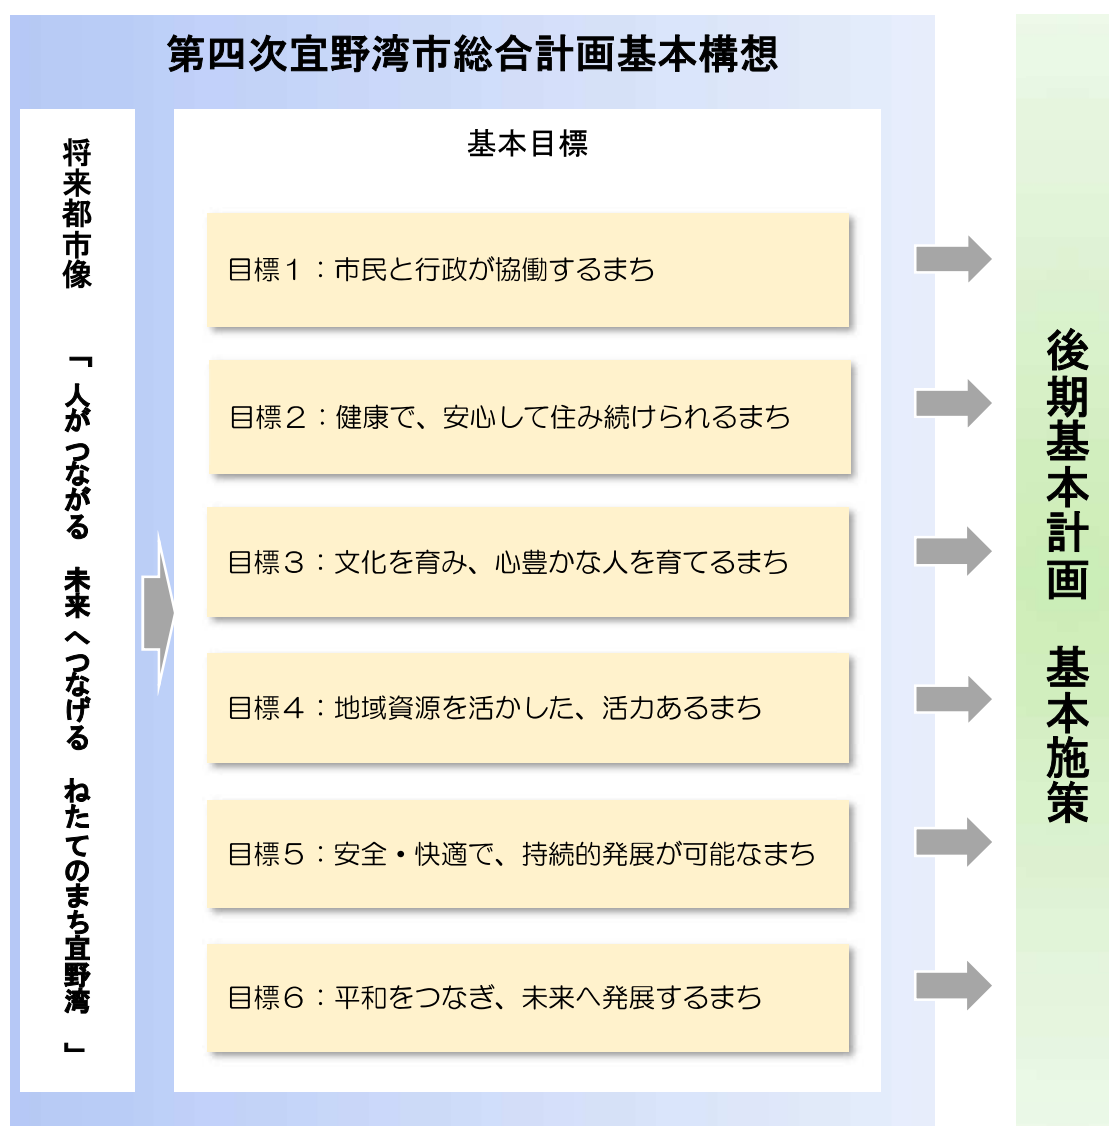 第四次宜野湾市総合計画基本構想
将来都市像 「人がつながる 未来へつなげる ねたてのまち宜野湾」
基本目標
目標１：市民と行政が協働するまち
目標２：健康で、安心して住み続けられるまち
目標３：文化を育み、心豊かな人を育てるまち
目標４：地域資源を活かした、活力あるまち
目標５：安全・快適で、持続的発展が可能なまち
目標６：平和をつなぎ、未来へ発展するまち
後期基本計画 基本施策